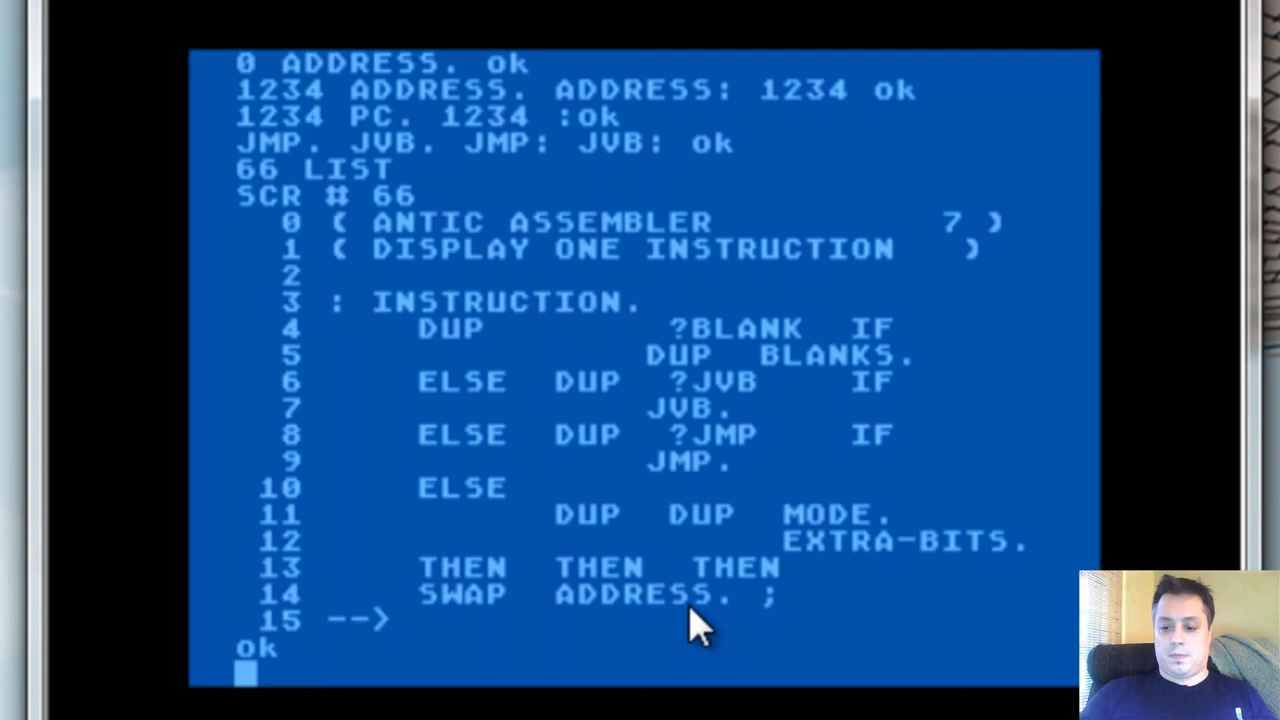 0 ADDRESS. ok
1234 ADDRESS. ADDRESS: 1234 ok
1234 PC. 1234 :ok
JMP. JVB. JMP: JVB: ok
66 LIST
SCR # 66
0 ( ANTIC ASSEMBLER 7 )
1 ( DISPLAY ONE INSTRUCTION )
2
3 : INSTRUCTION.
4 DUP ?BLANK IF
5 DUP BLANKS.
6 ELSE DUP ?JVB IF
7 JVB.
8 ELSE DUP ?JMP IF
9 JMP.
10 ELSE
11 DUP DUP MODE.
12 EXTRA-BITS.
13 THEN THEN THEN
14 SWAP ADDRESS. ;
15 -->
ok